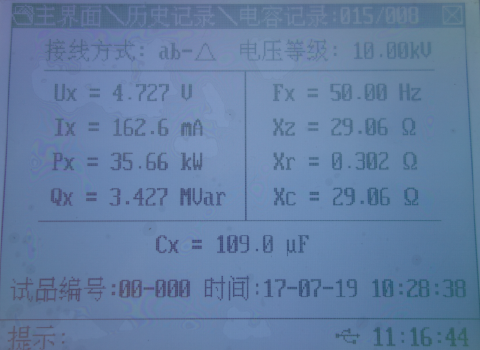 主界面\历史记录\电容记录:015/000
接线方式: ab-△ 电压等级: 10.00kV
Ux = 4.727 V Fx = 50.00 Hz
Ix = 162.6 mA Xz = 29.06 Ω
Px = 35.66 kW Xr = 0.302 Ω
Qx = 3.427 MVar Xc = 29.06 Ω
Cx = 109.0 μF
试品编号:00-000 时间:17-07-19 10:28:38
提示: 11:16:44